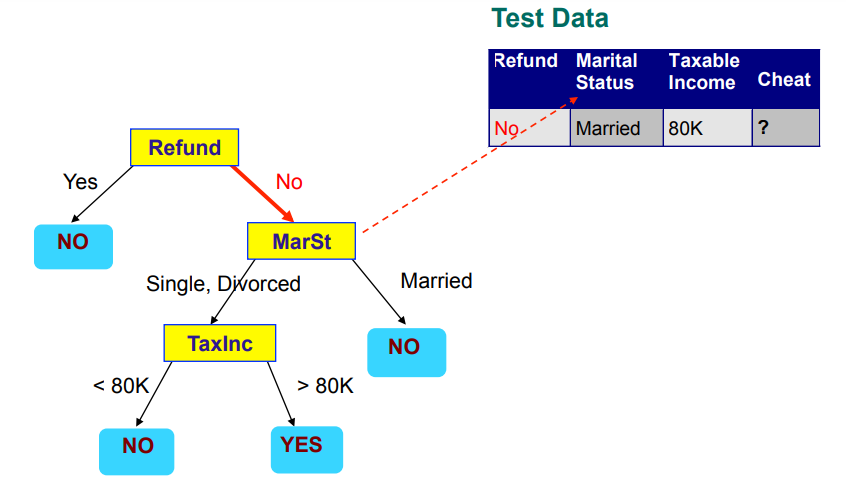 Test Data
Refund Marital Status Taxable Income Cheat
No Married 80K ?
Refund
Yes No
NO MarSt
Single, Divorced Married
TaxInc NO
< 80K > 80K
NO YES